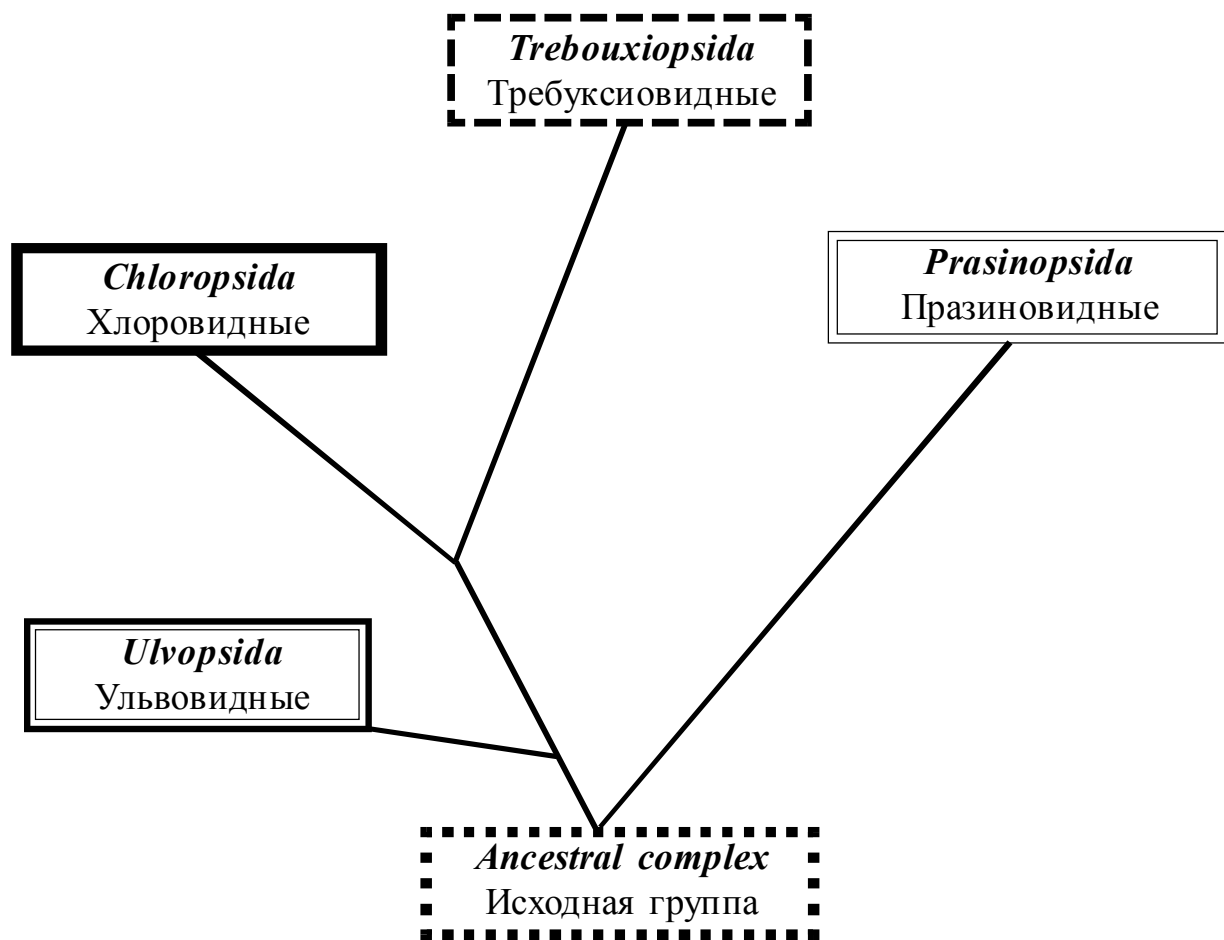 Trebouxiopsida
Требуксиовидные
Chloropsida
Хлоровидные
Prasinopsida
Празиновидные
Ulvopsida
Ульвовидные
Ancestral complex
Исходная группа